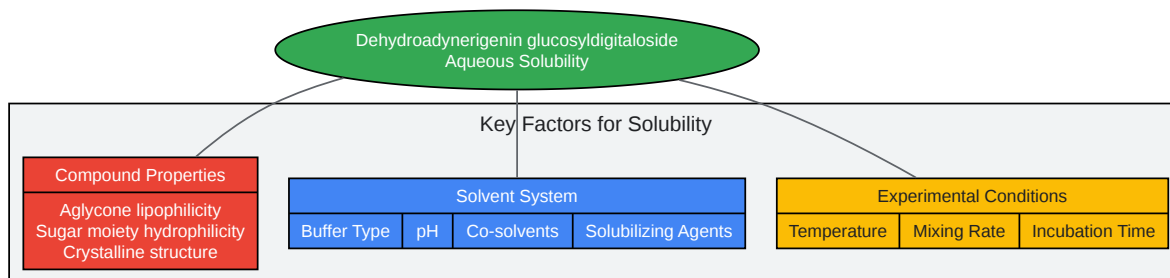 Dehydroadynerigenin glucosyldigitaloside
Aqueous Solubility
Key Factors for Solubility
Compound Properties
Aglycone lipophilicity
Sugar moiety hydrophilicity
Crystalline structure
Solvent System
Buffer Type
pH
Co-solvents
Solubilizing Agents
Experimental Conditions
Temperature
Mixing Rate
Incubation Time